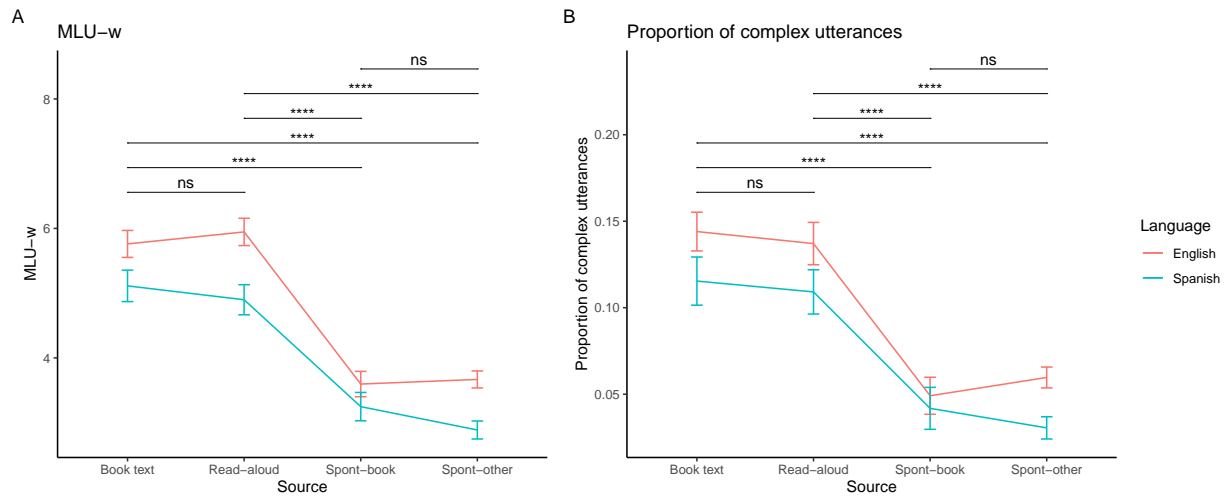 A
MLU−w
ns
****
****
****
****
ns
8
6
4
MLU−w
Book text
Read−aloud
Spont−book
Spont−other
Source
B
Proportion of complex utterances
ns
****
****
****
****
ns
0.20
0.15
0.10
0.05
Proportion of complex utterances
Book text
Read−aloud
Spont−book
Spont−other
Source
Language
English
Spanish